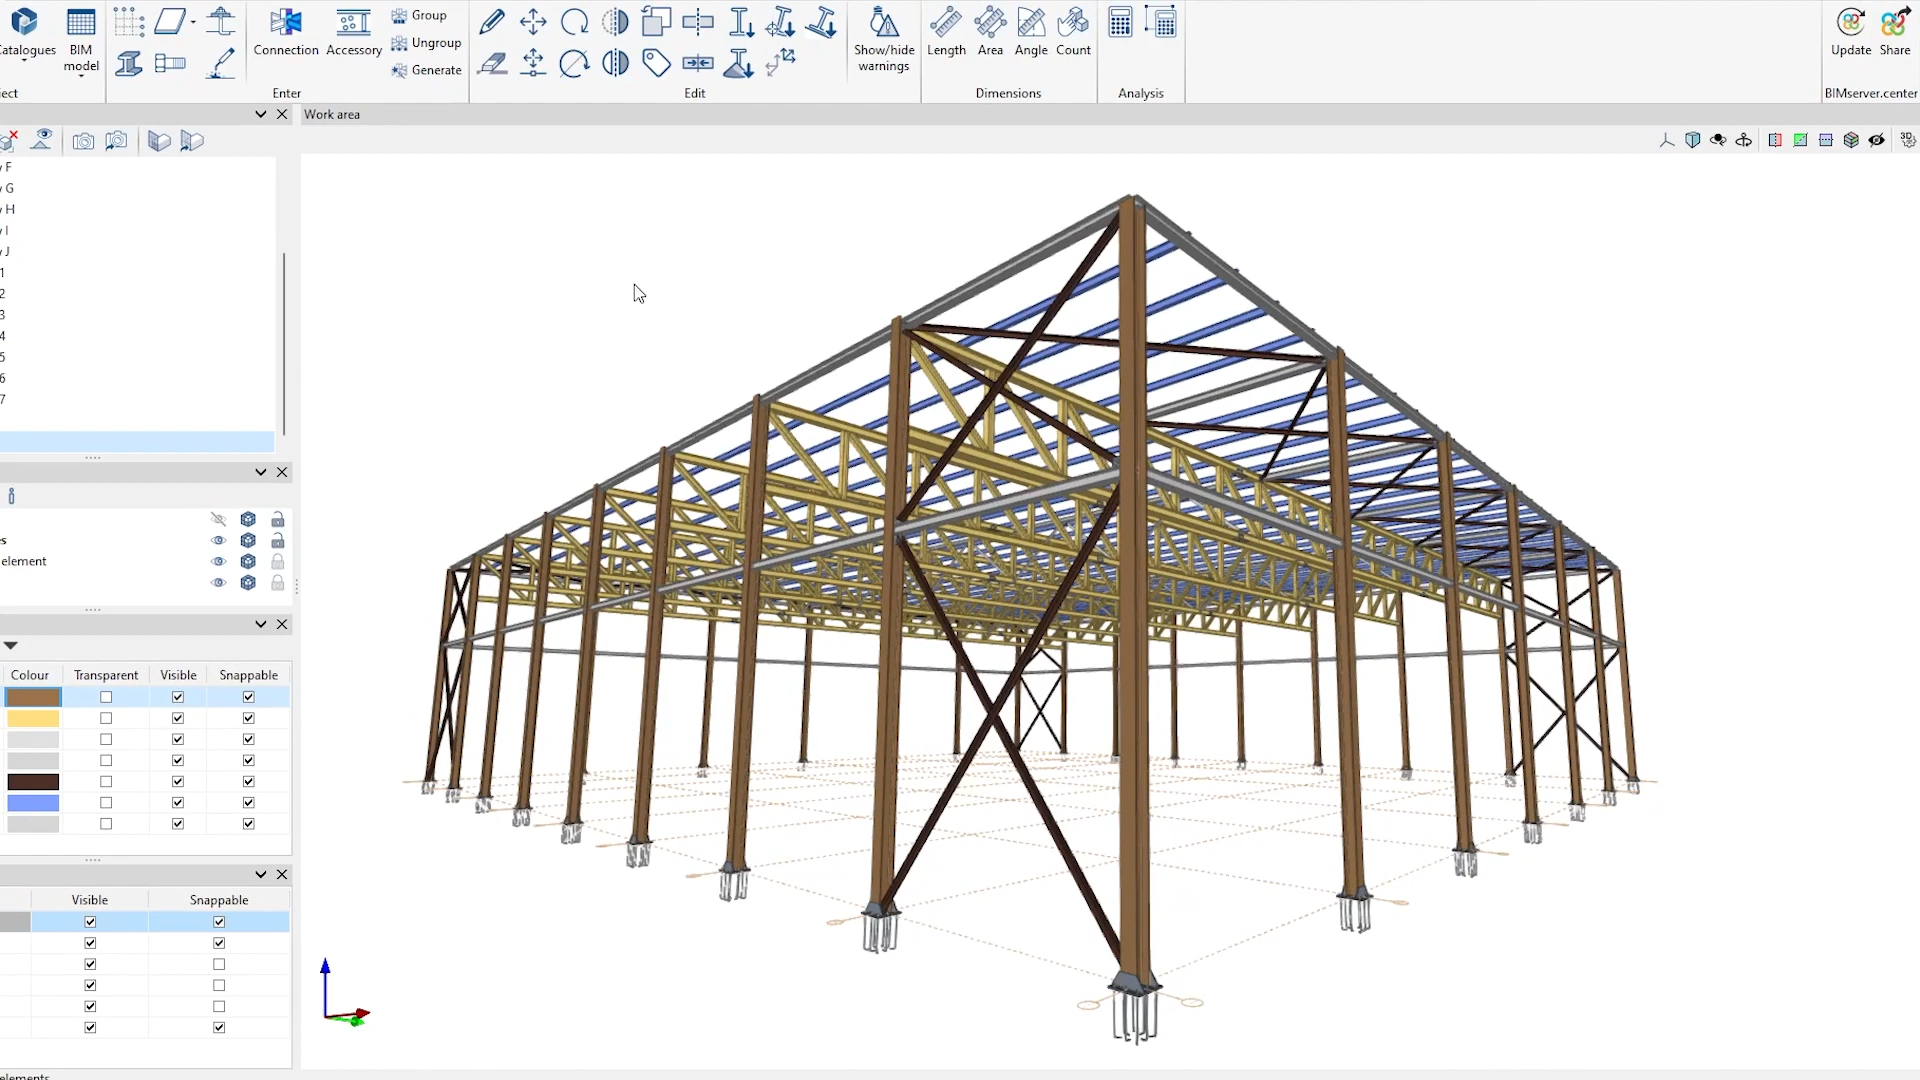 Group
Ungroup
Generate
BIM
model
Connection
Accessory
Show/hide
warnings
Length
Area
Angle
Count
Update
Share
Enter
Edit
Dimensions
Analysis
BIMserver.center
Work area
F
G
H
I
J
1
2
3
4
5
6
7
element
Colour
Transparent
Visible
Snappable
Visible
Snappable
3D